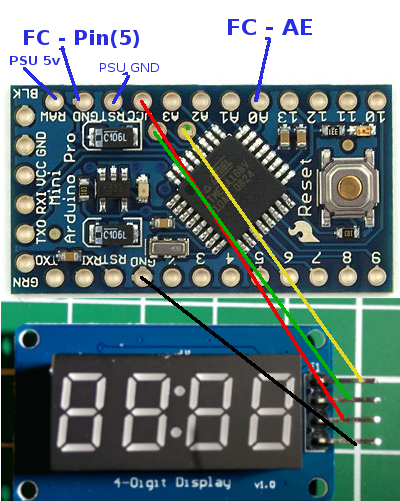 FC - Pin(5)
FC - AE
PSU 5v
PSU GND
BLK
RAW
GND
RST
VCC
A3
A2
A1
A0
13
12
11
10
GND
VCC
RXI
TXO
Mini
Arduino Pro
C106L
C106L
Reset
GRN
TXO
RXI
RST
GND
2
3
4
5
6
7
8
9
4-Digit Display
v1.0